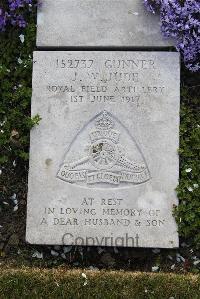 152737 GUNNER
J. W. JUDE
ROYAL FIELD ARTILLERY
1ST JUNE 1917
AT REST
IN LOVING MEMORY OF
A DEAR HUSBAND & SON
Copyright